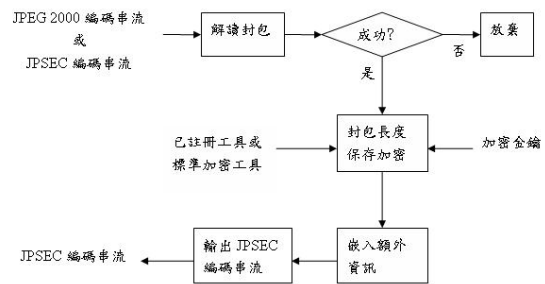 JPEG 2000 編碼串流
或
JPSEC 編碼串流
解讀封包
成功?
否
放棄
是
已註冊工具或
標準加密工具
封包長度
保存加密
加密金鑰
JPSEC 編碼串流
輸出 JPSEC
編碼串流
嵌入額外
資訊